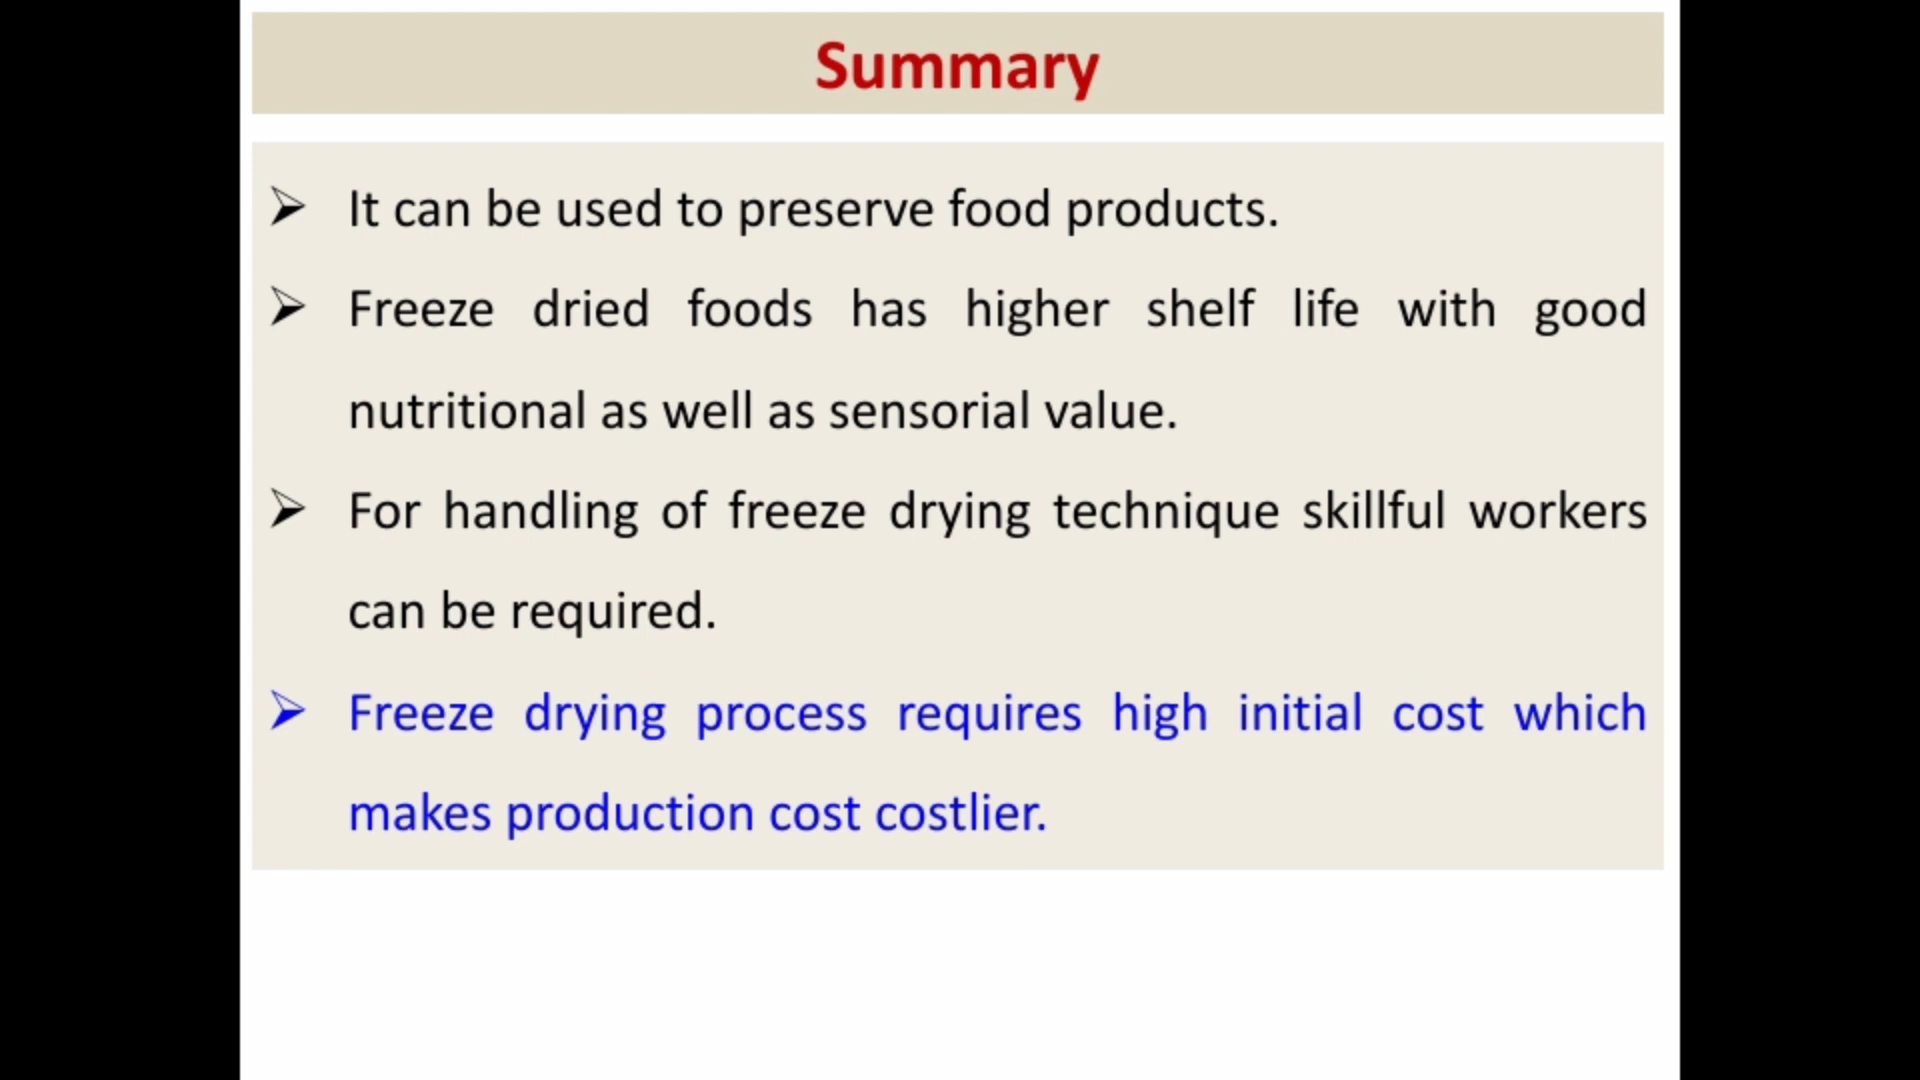 Summary
It can be used to preserve food products.
Freeze dried foods has higher shelf life with good
nutritional as well as sensorial value.
For handling of freeze drying technique skillful workers
can be required.
Freeze drying process requires high initial cost which
makes production cost costlier.